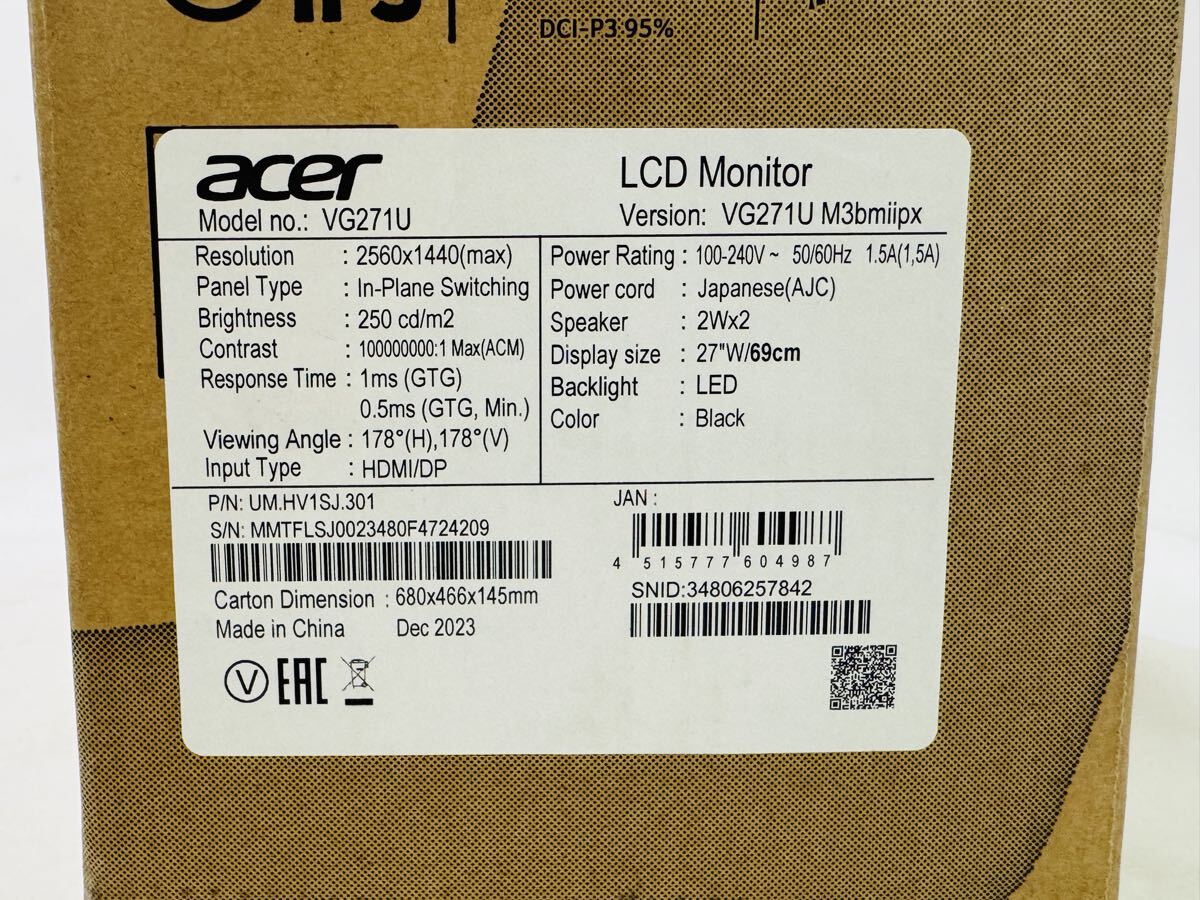 DCI-P3 95%
acer
LCD Monitor
Model no.: VG271U
Version: VG271U M3bmiipx
Resolution : 2560x1440(max)
Panel Type : In-Plane Switching
Brightness : 250 cd/m2
Contrast : 100000000:1 Max(ACM)
Response Time : 1ms (GTG)
0.5ms (GTG, Min.)
Viewing Angle : 178°(H),178°(V)
Input Type : HDMI/DP
Power Rating : 100-240V ~ 50/60Hz 1.5A(1,5A)
Power cord : Japanese(AJC)
Speaker : 2Wx2
Display size : 27"W/69cm
Backlight : LED
Color : Black
P/N: UM.HV1SJ.301
S/N: MMTFLSJ0023480F4724209
Carton Dimension : 680x466x145mm
Made in China Dec 2023
V EAC
JAN :
4 515777 604987
SNID:34806257842